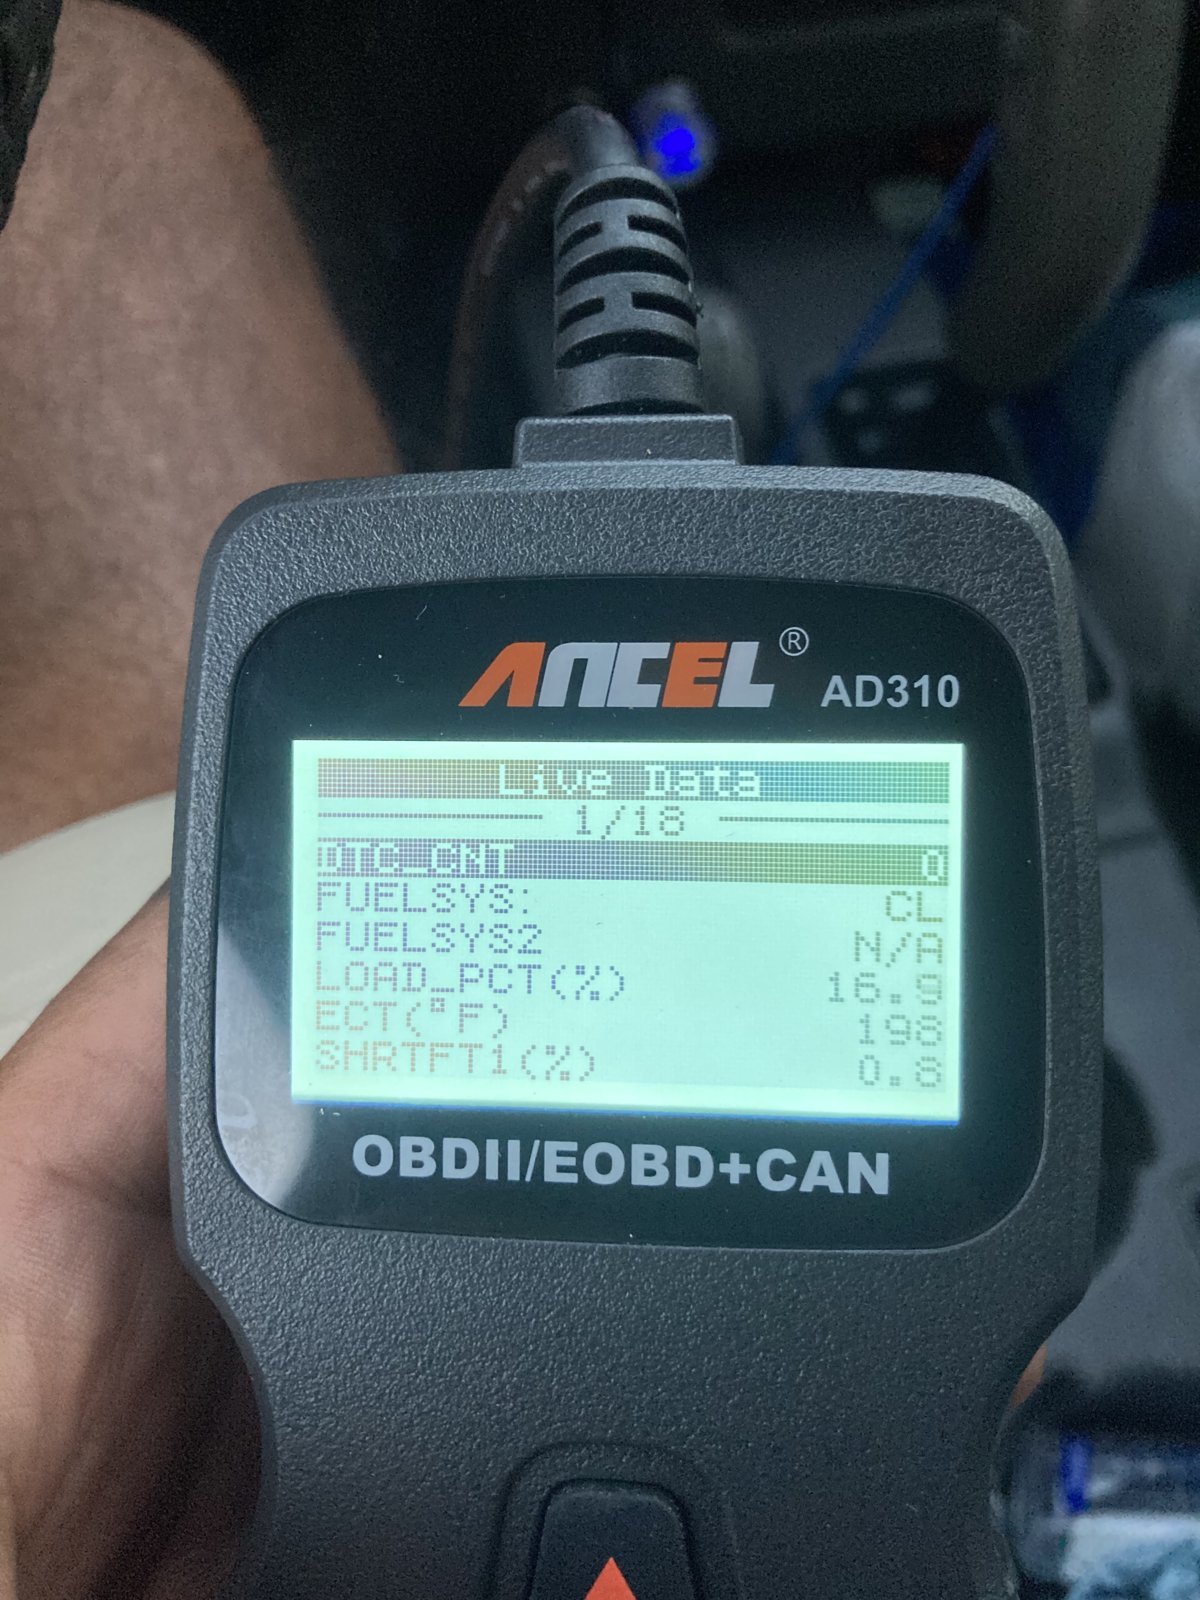 ANCEL® AD310
Live Data
1/18
DTC_CNT 0
FUELSYS: CL
FUELSYS2 N/A
LOAD_PCT(%) 16.9
ECT(°F) 198
SHRTFT1(%) 0.8
OBDII/EOBD+CAN